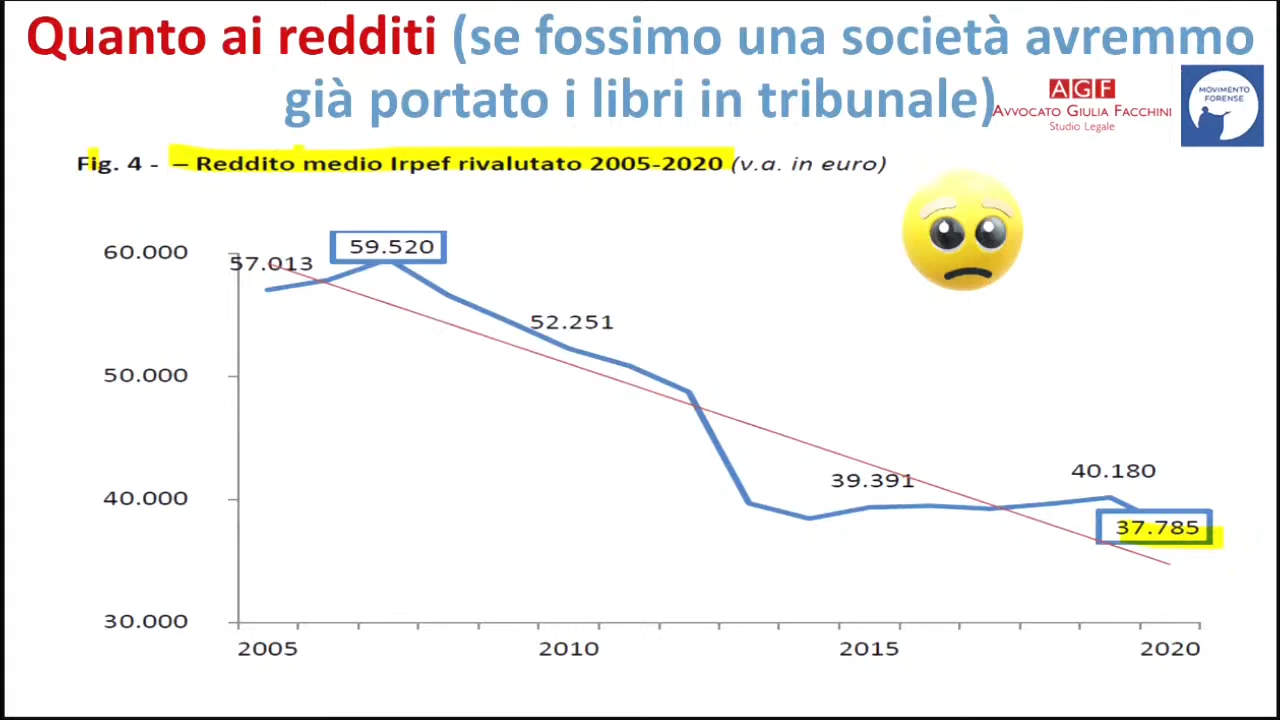 Quanto ai redditi (se fossimo una società avremmo
già portato i libri in tribunale)
AGF
AVVOCATO GIULIA FACCHINI
Studio Legale
MOVIMENTO
FORENSE
Fig. 4 - – Reddito medio Irpef rivalutato 2005-2020 (v.a. in euro)
60.000
57.013
59.520
52.251
50.000
40.000
39.391
40.180
37.785
30.000
2005 2010 2015 2020